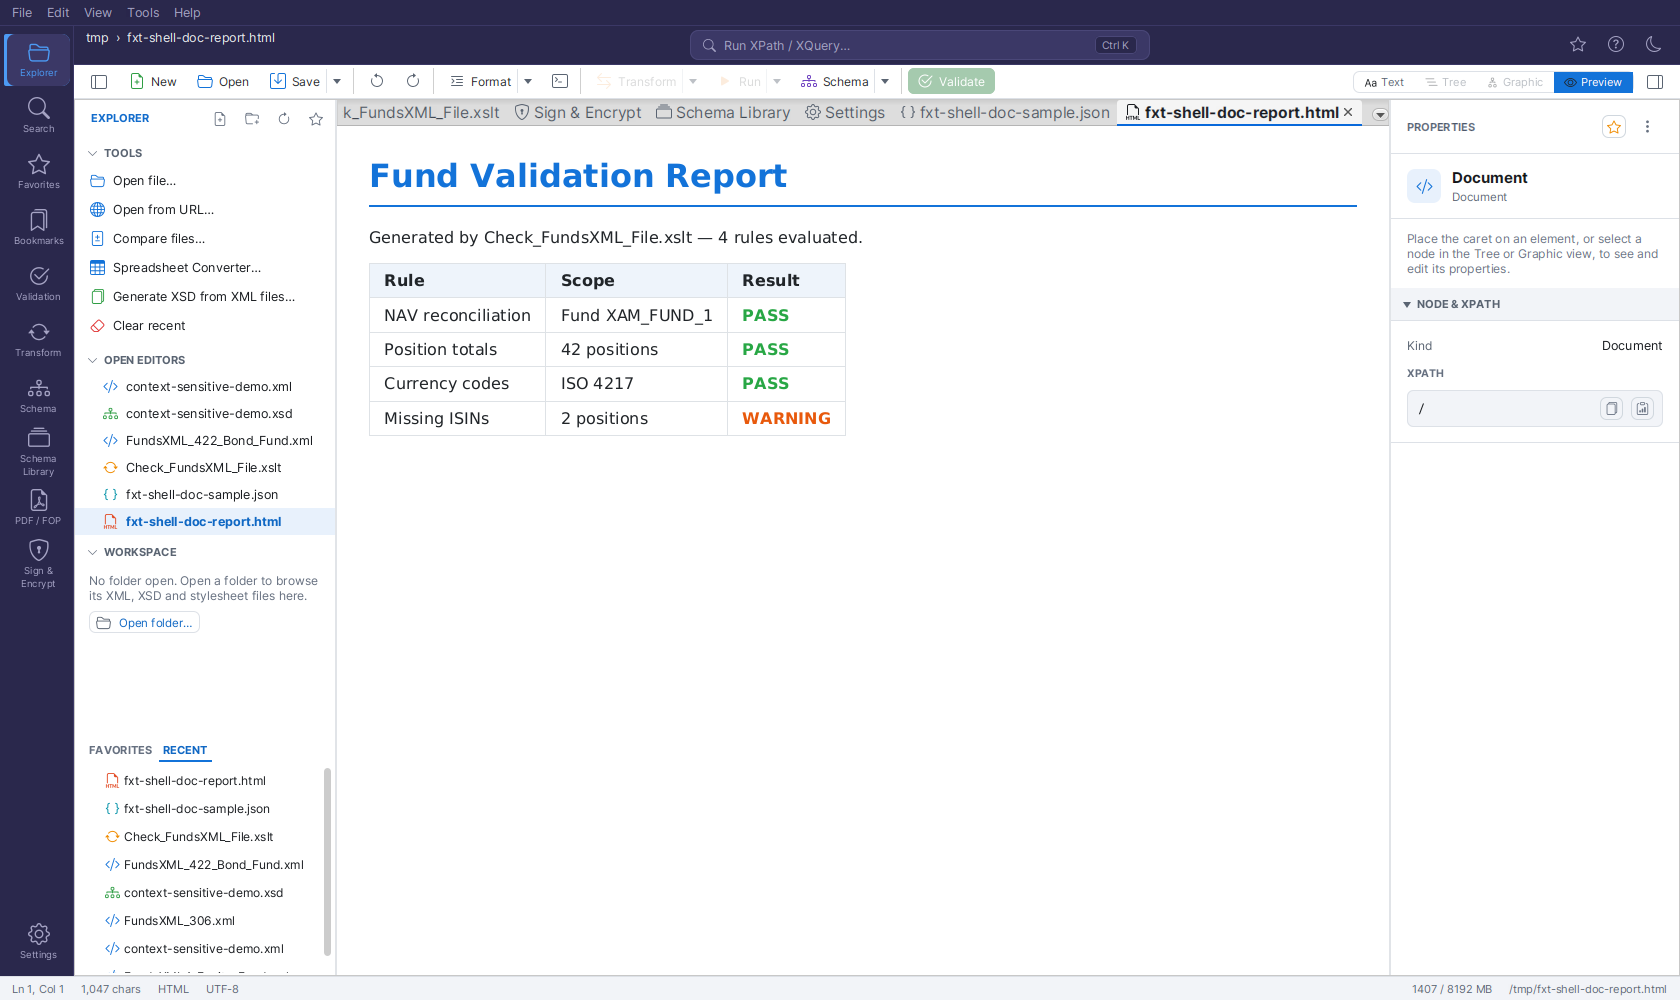 File Edit View Tools Help
tmp › fxt-shell-doc-report.html
Run XPath / XQuery... Ctrl K
New Open Save Format Transform Run Schema Validate Aa Text Tree Graphic Preview
Explorer
Search
Favorites
Bookmarks
Validation
Transform
Schema
Schema
Library
PDF / FOP
Sign &
Encrypt
Settings
EXPLORER
TOOLS
Open file...
Open from URL...
Compare files...
Spreadsheet Converter...
Generate XSD from XML files...
Clear recent
OPEN EDITORS
context-sensitive-demo.xml
context-sensitive-demo.xsd
FundsXML_422_Bond_Fund.xml
Check_FundsXML_File.xslt
fxt-shell-doc-sample.json
fxt-shell-doc-report.html
WORKSPACE
No folder open. Open a folder to browse
its XML, XSD and stylesheet files here.
Open folder...
FAVORITES RECENT
fxt-shell-doc-report.html
fxt-shell-doc-sample.json
Check_FundsXML_File.xslt
FundsXML_422_Bond_Fund.xml
context-sensitive-demo.xsd
FundsXML_306.xml
context-sensitive-demo.xml
k_FundsXML_File.xslt Sign & Encrypt Schema Library Settings fxt-shell-doc-sample.json fxt-shell-doc-report.html
Fund Validation Report
Generated by Check_FundsXML_File.xslt — 4 rules evaluated.
Rule Scope Result
NAV reconciliation Fund XAM_FUND_1 PASS
Position totals 42 positions PASS
Currency codes ISO 4217 PASS
Missing ISINs 2 positions WARNING
PROPERTIES
Document
Document
Place the caret on an element, or select a
node in the Tree or Graphic view, to see and
edit its properties.
NODE & XPATH
Kind Document
XPATH
/
Ln 1, Col 1 1,047 chars HTML UTF-8 1407 / 8192 MB /tmp/fxt-shell-doc-report.html